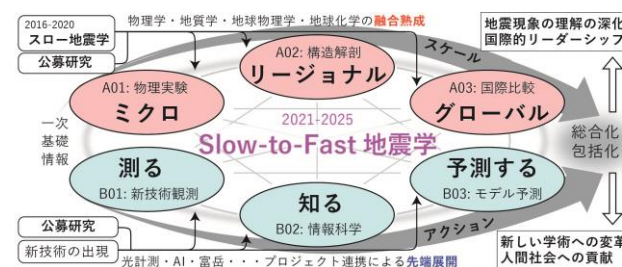 2016-2020
スロー地震学
公募研究
物理学・地質学・地球物理学・地球化学の融合熟成
地震現象の理解の深化
国際的リーダーシップ
スケール
A01: 物理実験
ミクロ
A02: 構造解剖
リージョナル
A03: 国際比較
グローバル
一次
基礎
情報
2021-2025
Slow-to-Fast 地震学
総合化
包括化
測る
B01: 新技術観測
知る
B02: 情報科学
予測する
B03: モデル予測
アクション
公募研究
新技術の出現
光計測・AI・富岳・・・プロジェクト連携による先端展開
新しい学術への変革
人間社会への貢献